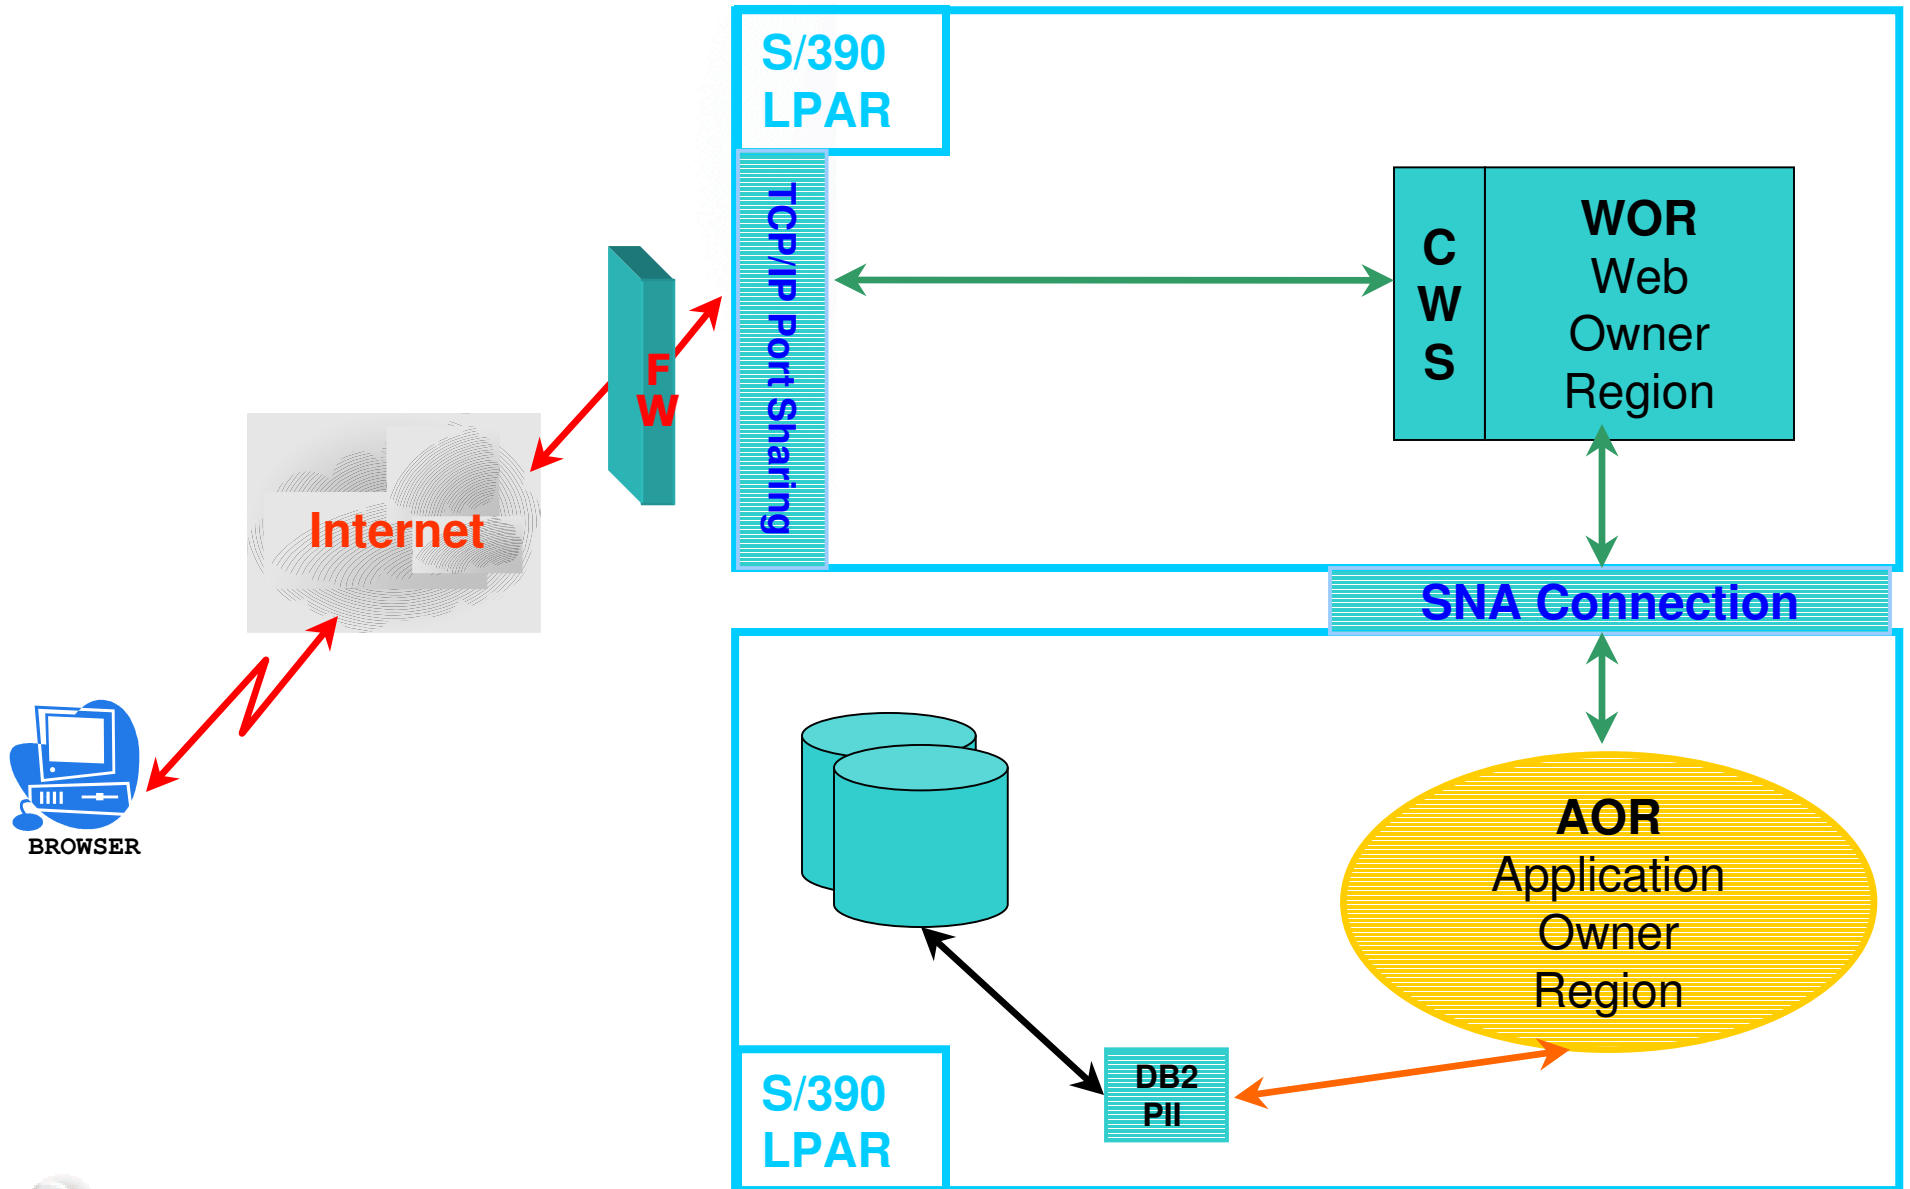 S/390
LPAR
TCP/IP Port Sharing
C
W
S
WOR
Web
Owner
Region
F
W
Internet
SNA Connection
BROWSER
AOR
Application
Owner
Region
DB2
PII
S/390
LPAR